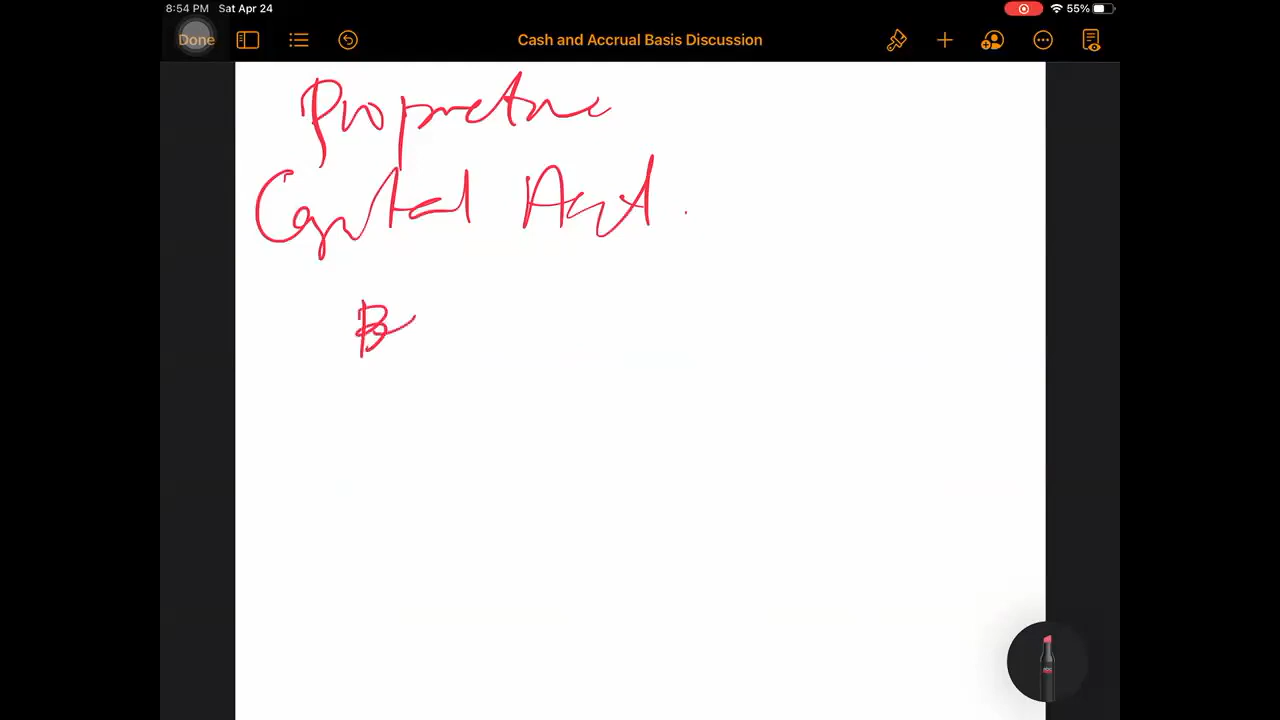 8:54 PM Sat Apr 24
55%
Done
Cash and Accrual Basis Discussion
Capital Acct.
B